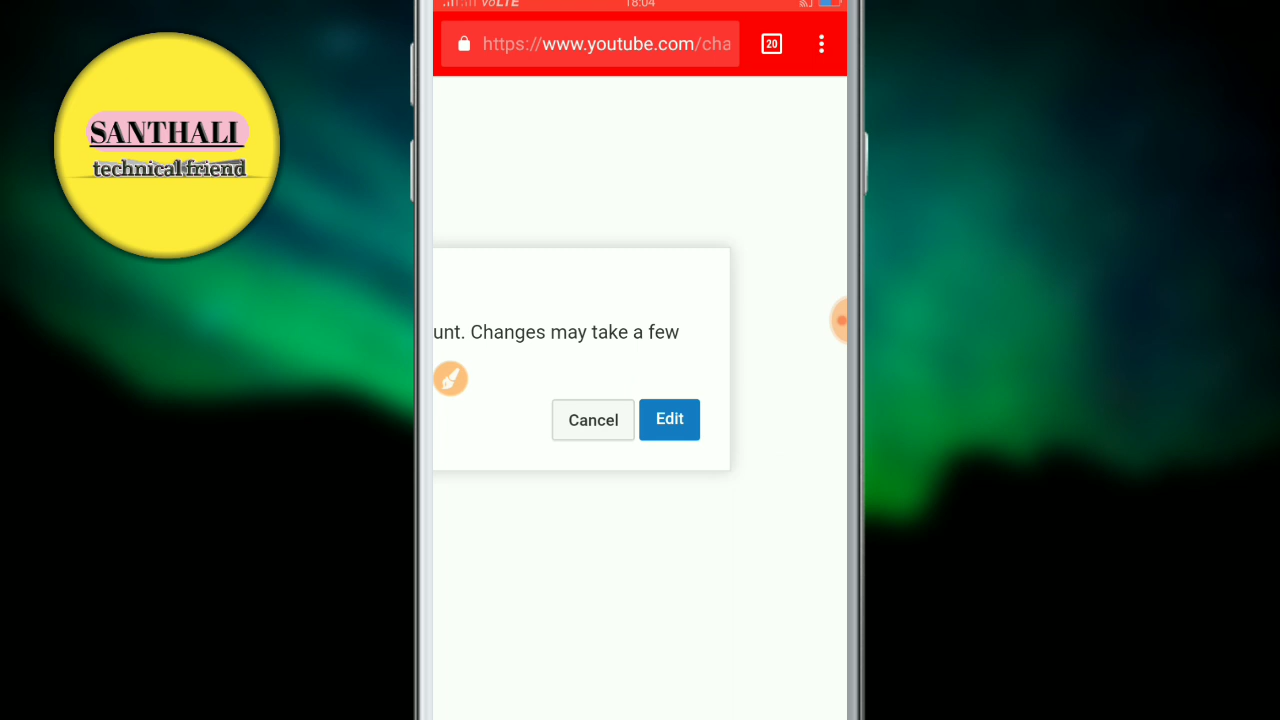 VoLTE 18:04
SANTHALI
technical friend
https://www.youtube.com/cha 20
unt. Changes may take a few
Cancel Edit